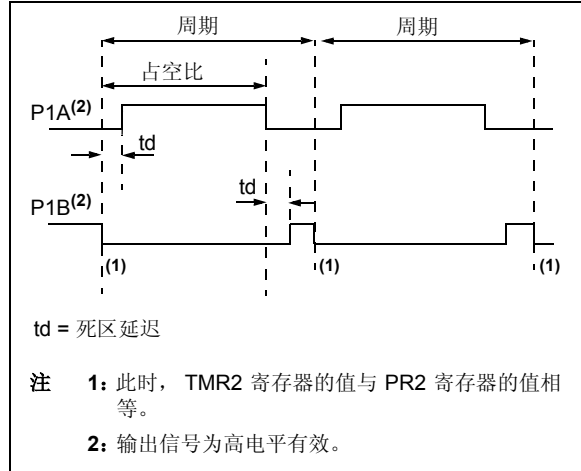 周期 周期
占空比
P1A(2)
td
td
P1B(2)
(1) (1) (1)
td = 死区延迟
注 1: 此时， TMR2 寄存器的值与 PR2 寄存器的值相
等。
2: 输出信号为高电平有效。